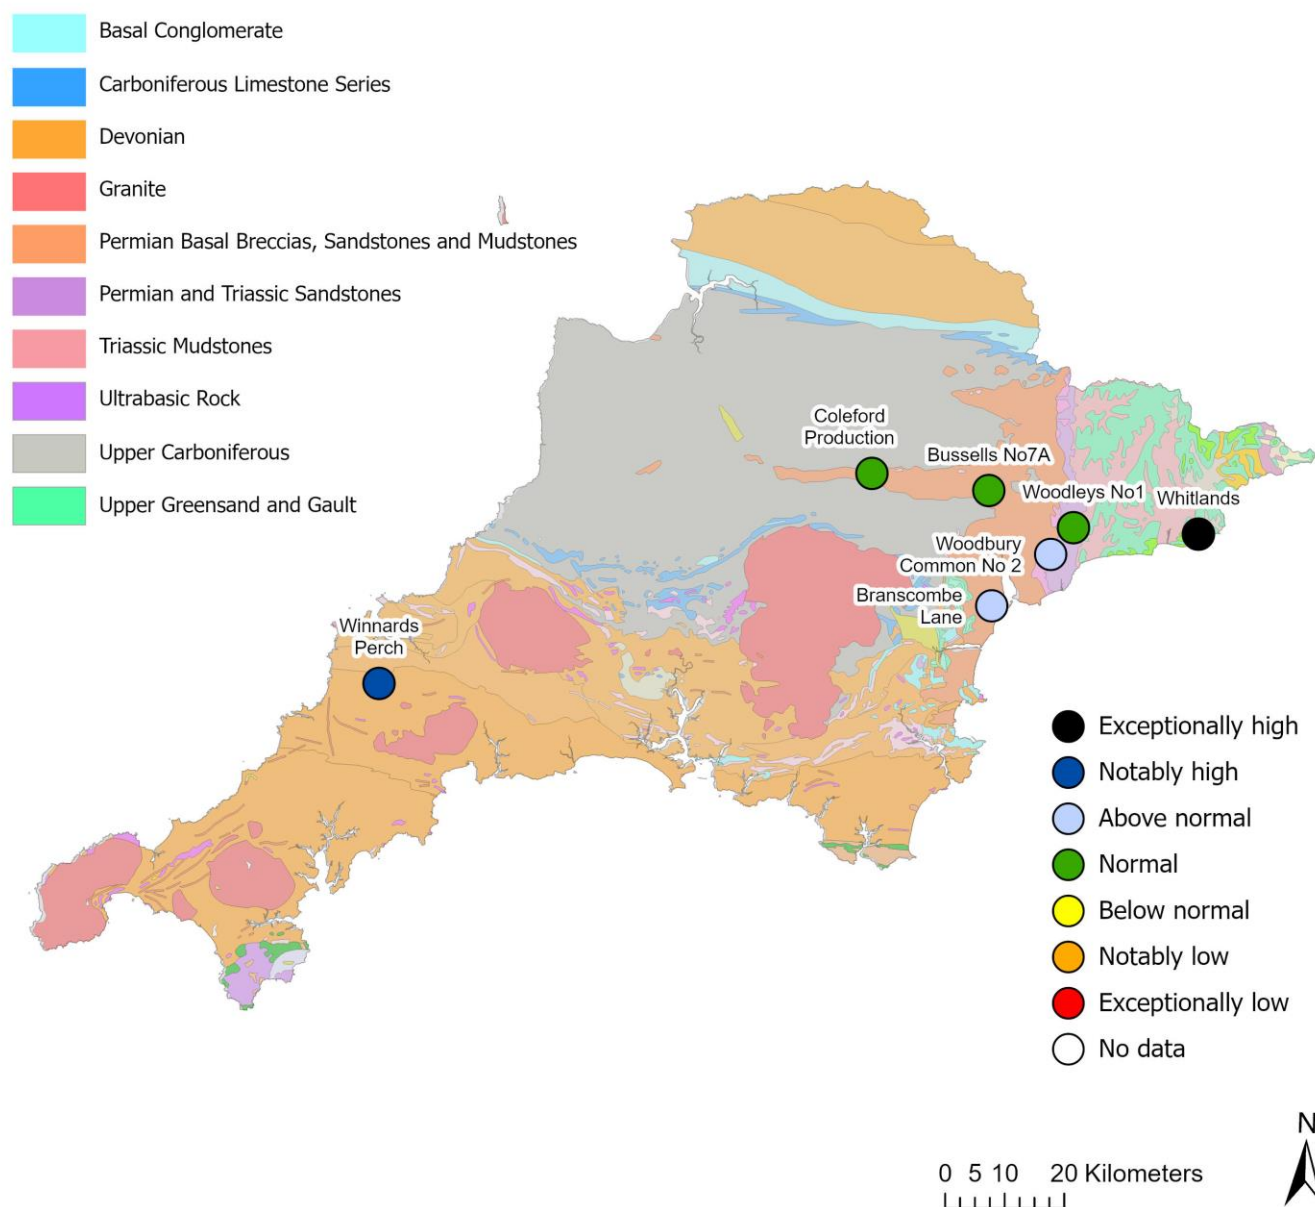 Basal Conglomerate
Carboniferous Limestone Series
Devonian
Granite
Permian Basal Breccias, Sandstones and Mudstones
Permian and Triassic Sandstones
Triassic Mudstones
Ultrabasic Rock
Upper Carboniferous
Upper Greensand and Gault
Coleford
Production
Bussells No7A
Woodleys No1
Whitlands
Woodbury
Common No 2
Branscombe
Lane
Winnards
Perch
Exceptionally high
Notably high
Above normal
Normal
Below normal
Notably low
Exceptionally low
No data
N
0 5 10 20 Kilometers